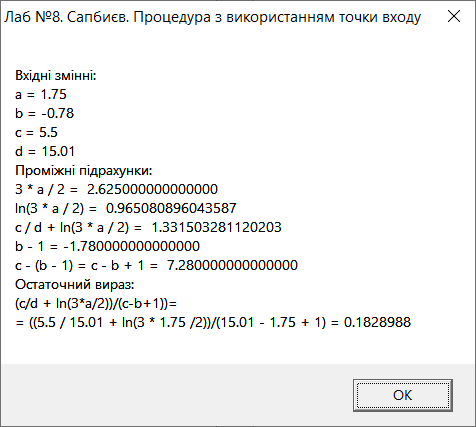 Лаб №8. Сапбиєв. Процедура з використанням точки входу
Вхідні змінні:
a = 1.75
b = -0.78
c = 5.5
d = 15.01
Проміжні підрахунки:
3 * a / 2 =  2.625000000000000
ln(3 * a / 2) =  0.965080896043587
c / d + ln(3 * a / 2) =  1.331503281120203
b - 1 = -1.780000000000000
c - (b - 1) = c - b + 1 =  7.280000000000000
Остаточний вираз:
(c/d + ln(3*a/2))/(c-b+1))=
= ((5.5 / 15.01 + ln(3 * 1.75 /2))/(15.01 - 1.75 + 1) = 0.1828988
OK